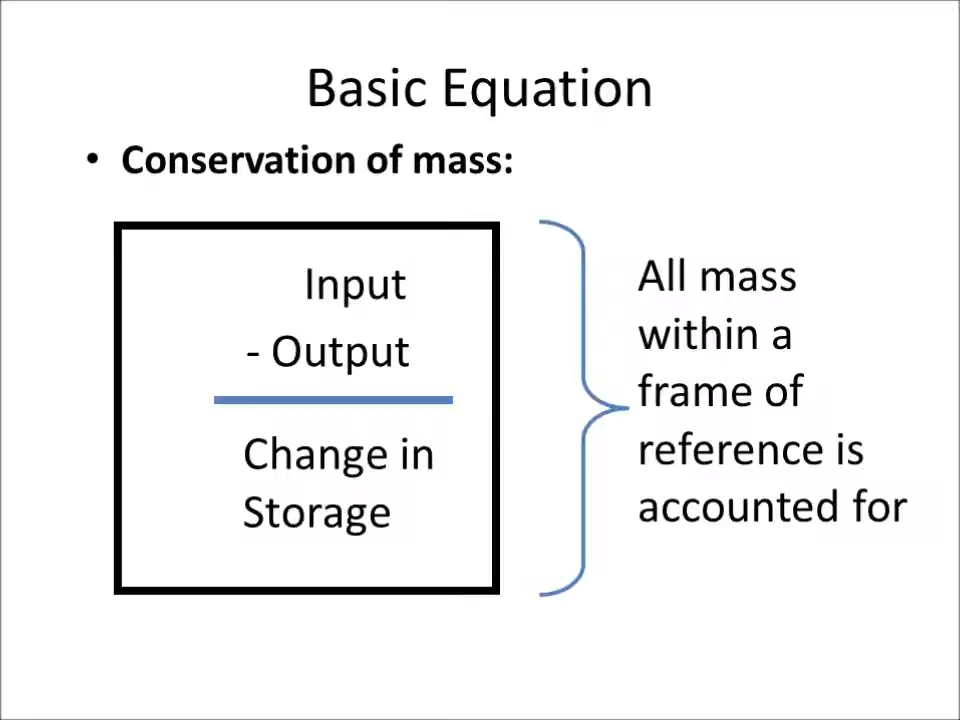 Basic Equation
• Conservation of mass:
Input
- Output
Change in
Storage
All mass
within a
frame of
reference is
accounted for